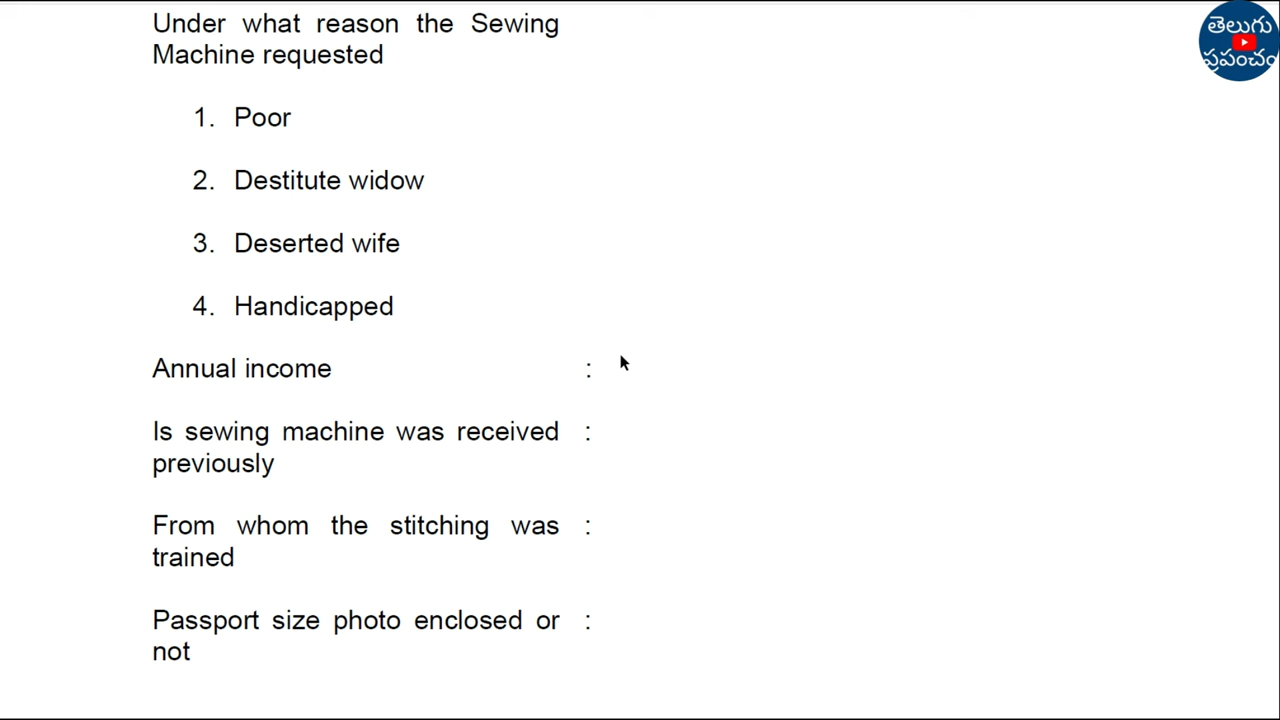 Under what reason the Sewing
Machine requested
1. Poor
2. Destitute widow
3. Deserted wife
4. Handicapped
Annual income :
Is sewing machine was received :
previously
From whom the stitching was :
trained
Passport size photo enclosed or :
not
తెలుగు
ప్రపంచం